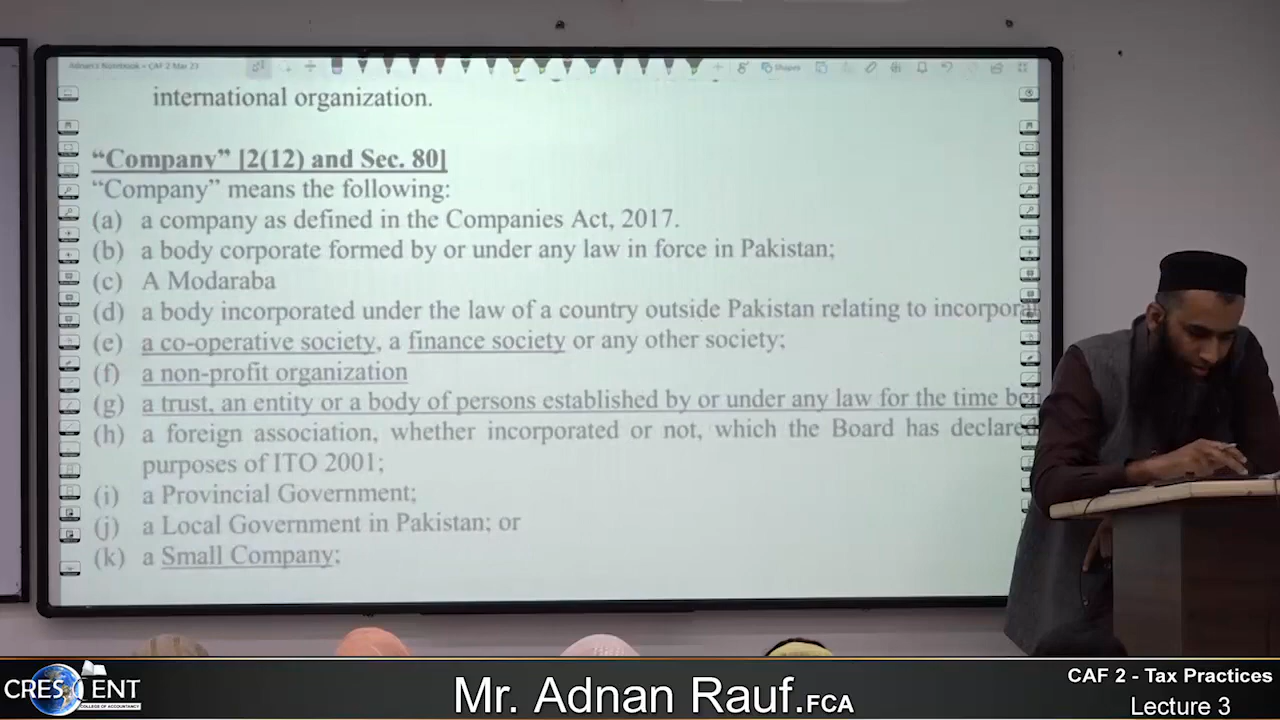 Adnan's Notebook - CAF 2 Mar 23
Shapes
international organization.
“Company” [2(12) and Sec. 80]
“Company” means the following:
(a) a company as defined in the Companies Act, 2017.
(b) a body corporate formed by or under any law in force in Pakistan;
(c) A Modaraba
(d) a body incorporated under the law of a country outside Pakistan relating to
(e) a co-operative society, a finance society or any other society;
(f) a non-profit organization
(g) a trust, an entity or a body of persons established by or under any law for the time
(h) a foreign association, whether incorporated or not, which the Board has
purposes of ITO 2001;
(i) a Provincial Government;
(j) a Local Government in Pakistan; or
(k) a Small Company;
CRESCENT
COLLEGE OF ACCOUNTANCY
Mr. Adnan Rauf.FCA
CAF 2 - Tax Practices
Lecture 3